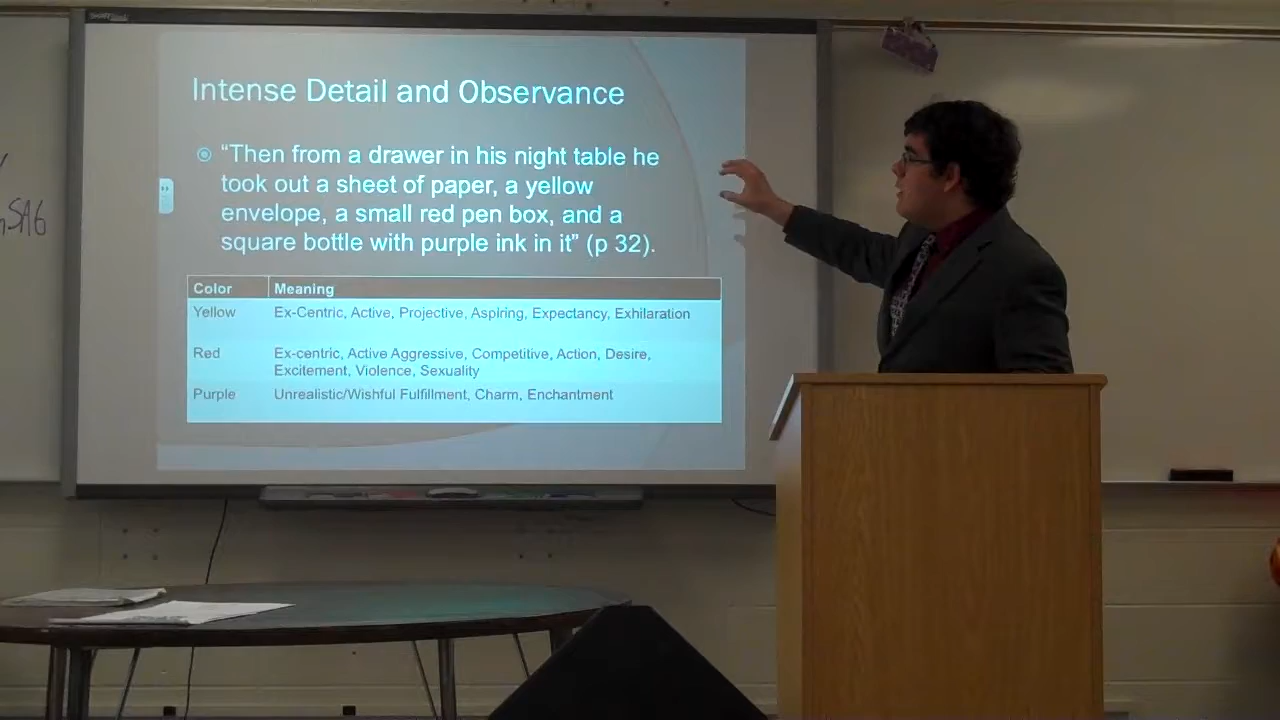 Intense Detail and Observance
“Then from a drawer in his night table he
took out a sheet of paper, a yellow
envelope, a small red pen box, and a
square bottle with purple ink in it” (p 32).
Color Meaning
Yellow Ex-Centric, Active, Projective, Aspiring, Expectancy, Exhilaration
Red Ex-centric, Active Aggressive, Competitive, Action, Desire,
Excitement, Violence, Sexuality
Purple Unrealistic/Wishful Fulfillment, Charm, Enchantment